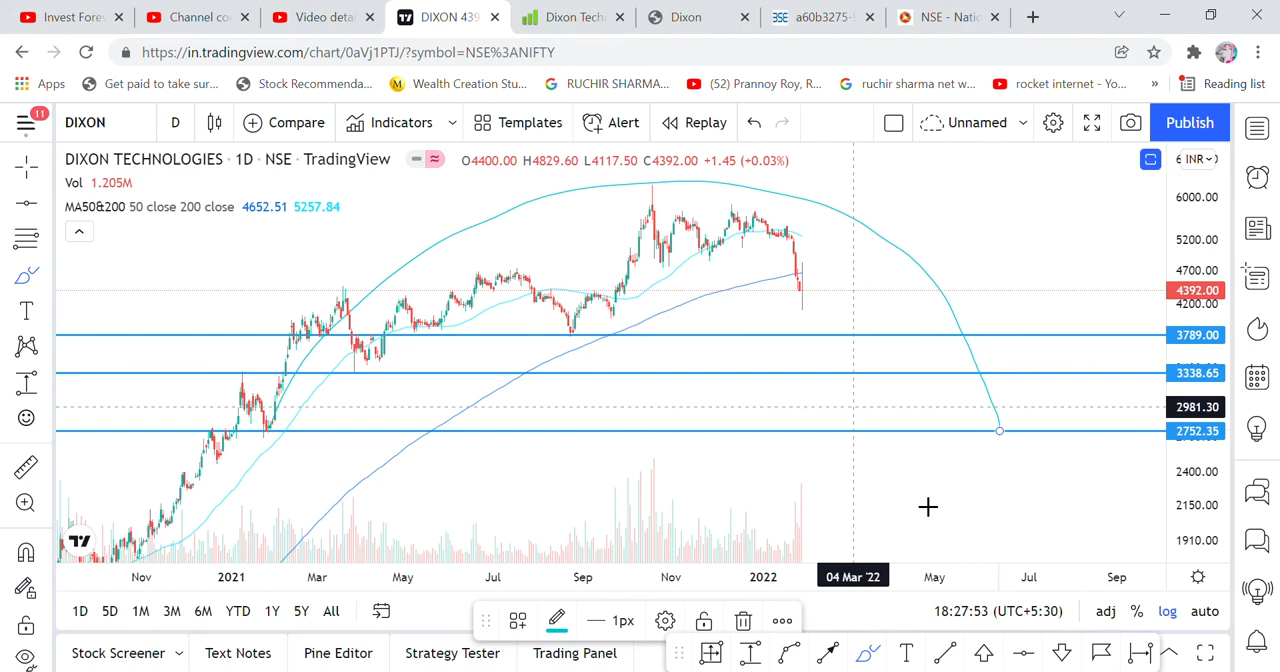 Invest Fore
Channel co
Video deta
DIXON 439
Dixon Tech
Dixon
BSE
a60b3275-
NSE - Natio
https://in.tradingview.com/chart/0aVj1PTJ/?symbol=NSE%3ANIFTY
Apps
Get paid to take sur...
Stock Recommenda...
M
Wealth Creation Stu...
RUCHIR SHARMA...
(52) Prannoy Roy, R...
ruchir sharma net w...
rocket internet - Yo...
»
Reading list
11
DIXON
D
Compare
Indicators
Templates
Alert
Replay
Unnamed
Publish
DIXON TECHNOLOGIES · 1D · NSE · TradingView
O4400.00 H4829.60 L4117.50 C4392.00 +1.45 (+0.03%)
INR
Vol 1.205M
MA50&200 50 close 200 close 4652.51 5257.84
6000.00
5200.00
4700.00
4392.00
4200.00
3789.00
3338.65
2981.30
2752.35
2400.00
2150.00
1910.00
Nov
2021
Mar
May
Jul
Sep
Nov
2022
04 Mar '22
May
Jul
Sep
1D 5D 1M 3M 6M YTD 1Y 5Y All
1px
18:27:53 (UTC+5:30)
adj % log auto
Stock Screener
Text Notes
Pine Editor
Strategy Tester
Trading Panel